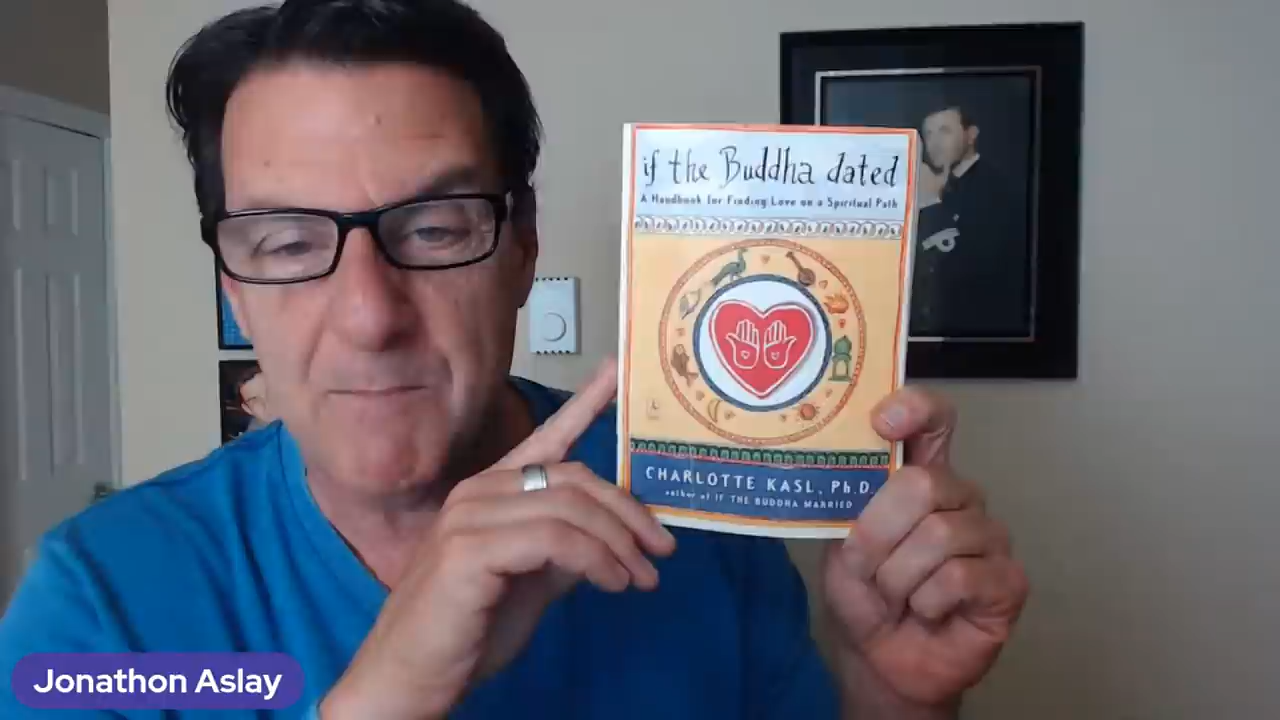 if the Buddha dated
A Handbook for Finding Love on a Spiritual Path
CHARLOTTE KASL, Ph.D.
author of IF THE BUDDHA MARRIED
Jonathon Aslay